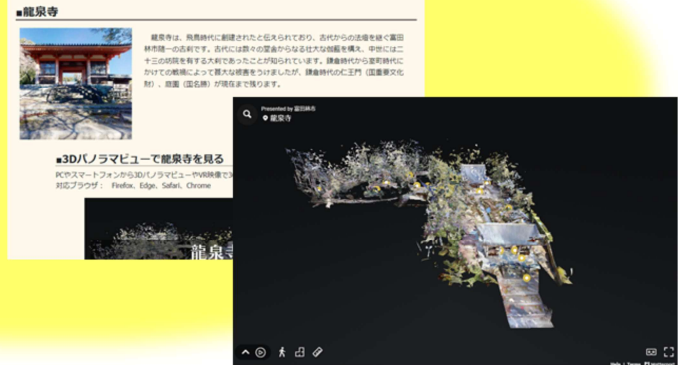 ■龍泉寺
龍泉寺は、飛鳥時代に創建されたと伝えられており、古代からの法燈を継ぐ富田
林市随一の古刹です。古代には数々の堂舎からなる壮大な伽藍を構え、中世には二
十三の坊院を有する大刹であったことが知られています。鎌倉時代から室町時代に
かけての戦禍によって甚大な被害をうけましたが、鎌倉時代の仁王門（国重要文化
財）、庭園（国名勝）が現在まで残ります。
■3Dパノラマビューで龍泉寺を見る
PCやスマートフォンから3DパノラマビューやVR映像で3
対応ブラウザ： Firefox、Edge、Safari、Chrome
龍泉寺
Presented by 富田林市
龍泉寺